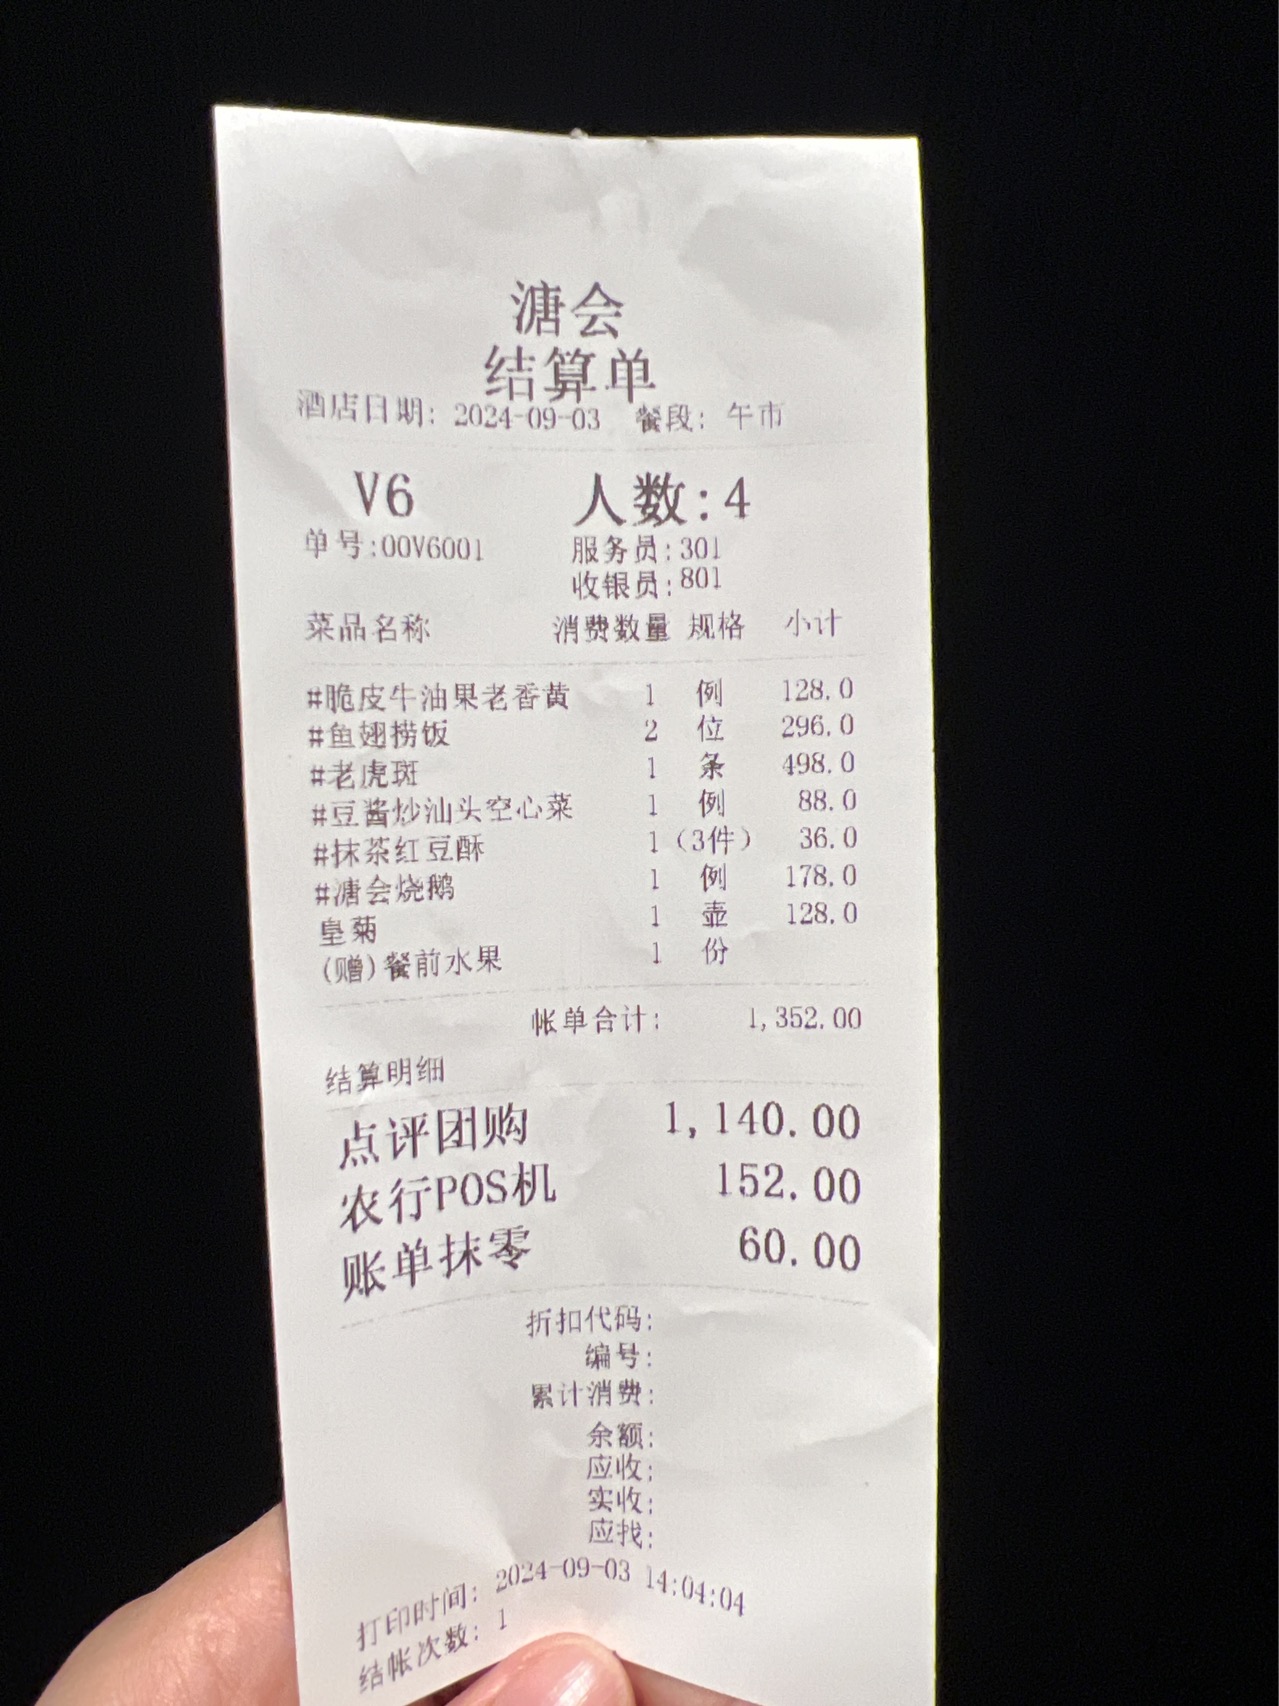 溏会
结算单
酒店日期: 2024-09-03 餐段: 午市
V6 人数:4
单号:00V6001 服务员:301
收银员:801
菜品名称 消费数量 规格 小计
#脆皮牛油果老香黄 1 例 128.0
#鱼翅捞饭 2 位 296.0
#老虎斑 1 条 498.0
#豆酱炒汕头空心菜 1 例 88.0
#抹茶红豆酥 1 (3件) 36.0
#溏会烧鹅 1 例 178.0
皇菊 1 壶 128.0
(赠)餐前水果 1 份
帐单合计: 1,352.00
结算明细
点评团购 1,140.00
农行POS机 152.00
账单抹零 60.00
折扣代码:
编号:
累计消费:
余额:
应收:
实收:
应找:
打印时间: 2024-09-03 14:04:04
结帐次数: 1